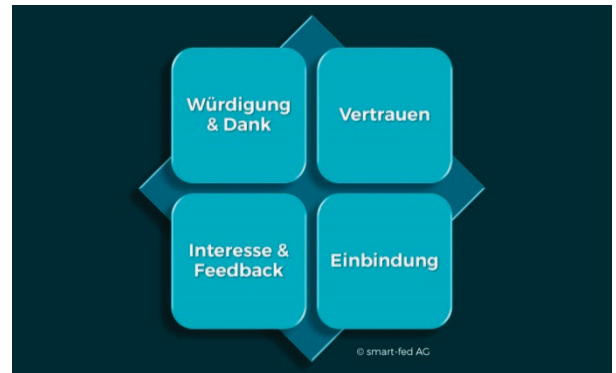 Würdigung
& Dank
Vertrauen
Interesse &
Feedback
Einbindung
© smart-fed AG